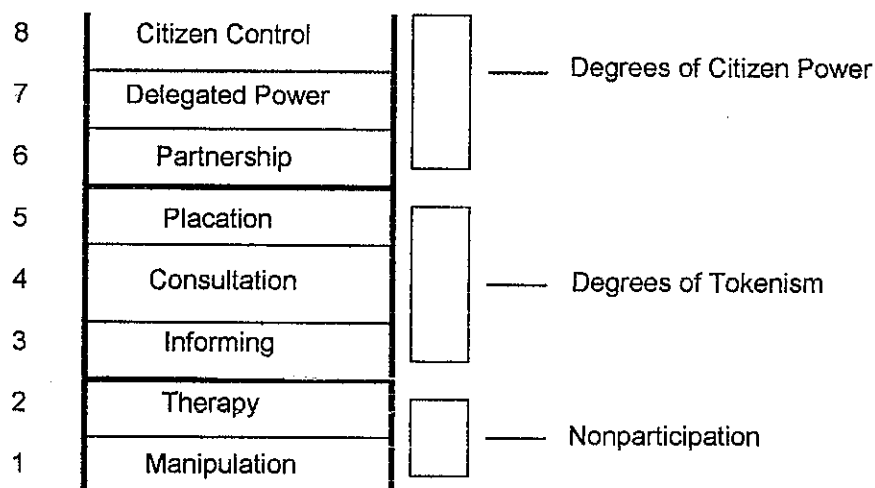 8 Citizen Control
Degrees of Citizen Power
7 Delegated Power
6 Partnership
5 Placation
4 Consultation
Degrees of Tokenism
3 Informing
2 Therapy
Nonparticipation
1 Manipulation